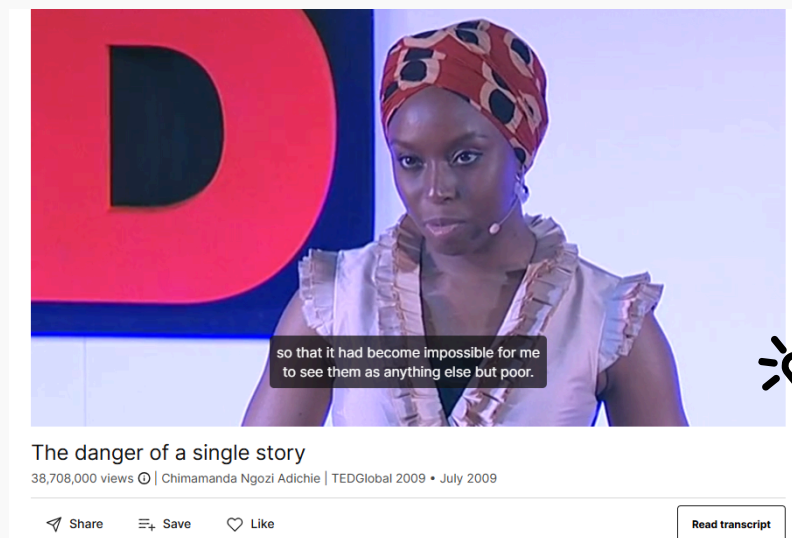 D
so that it had become impossible for me
to see them as anything else but poor.
The danger of a single story
38,708,000 views | Chimamanda Ngozi Adichie | TEDGlobal 2009 • July 2009
Share Save Like Read transcript